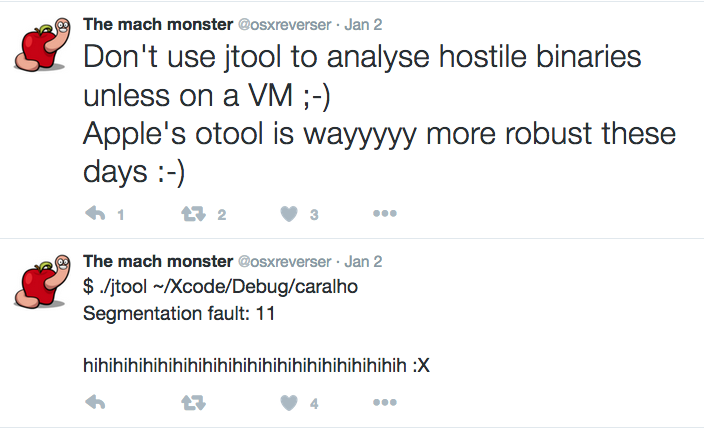 The mach monster @osxreverser · Jan 2
Don't use jtool to analyse hostile binaries
unless on a VM ;-)
Apple's otool is wayyyyy more robust these
days :-)
1 2 3
The mach monster @osxreverser · Jan 2
$ ./jtool ~/Xcode/Debug/caralho
Segmentation fault: 11
hihihihihihihihihihihihihihihihihihihihihihih :X
4